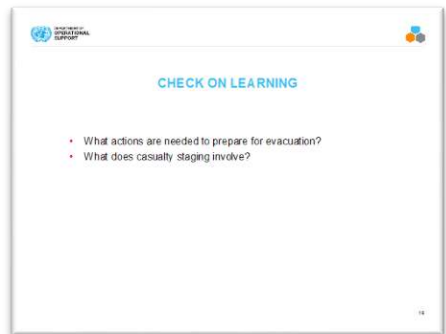 DEPARTMENT OF
OPERATIONAL
SUPPORT
CHECK ON LEARNING
• What actions are needed to prepare for evacuation?
• What does casualty staging involve?